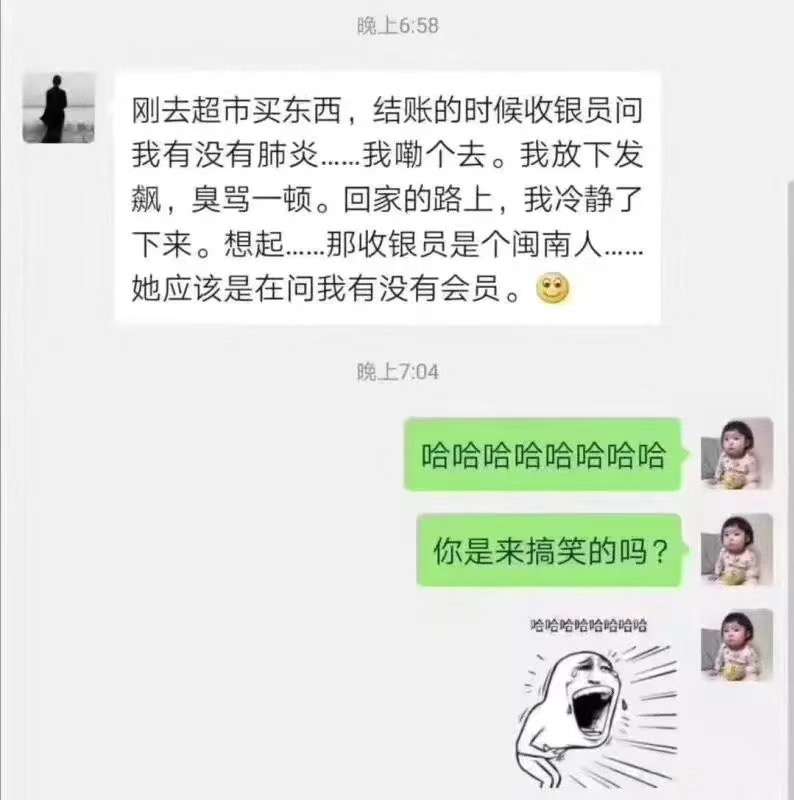 晚上6:58
刚去超市买东西，结账的时候收银员问
我有没有肺炎……我嘞个去。我放下发
飙，臭骂一顿。回家的路上，我冷静了
下来。想起……那收银员是个闽南人……
她应该是在问我有没有会员。
晚上7:04
哈哈哈哈哈哈哈哈
你是来搞笑的吗？
哈哈哈哈哈哈哈哈